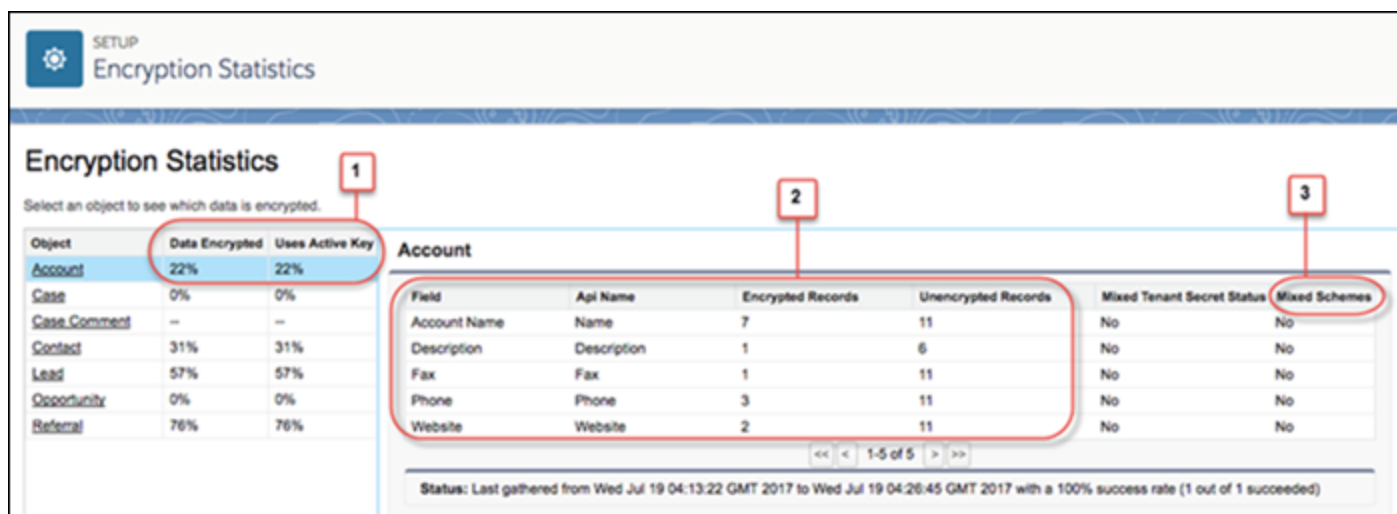 SETUP
Encryption Statistics
Encryption Statistics
1
Select an object to see which data is encrypted.
2
3
Object Data Encrypted Uses Active Key
Account 22% 22%
Case 0% 0%
Case Comment -- --
Contact 31% 31%
Lead 57% 57%
Opportunity 0% 0%
Referral 76% 76%
Account
Field Api Name Encrypted Records Unencrypted Records Mixed Tenant Secret Status Mixed Schemes
Account Name Name 7 11 No No
Description Description 1 6 No No
Fax Fax 1 11 No No
Phone Phone 3 11 No No
Website Website 2 11 No No
<< < 1-5 of 5 > >>
Status: Last gathered from Wed Jul 19 04:13:22 GMT 2017 to Wed Jul 19 04:26:45 GMT 2017 with a 100% success rate (1 out of 1 succeeded)